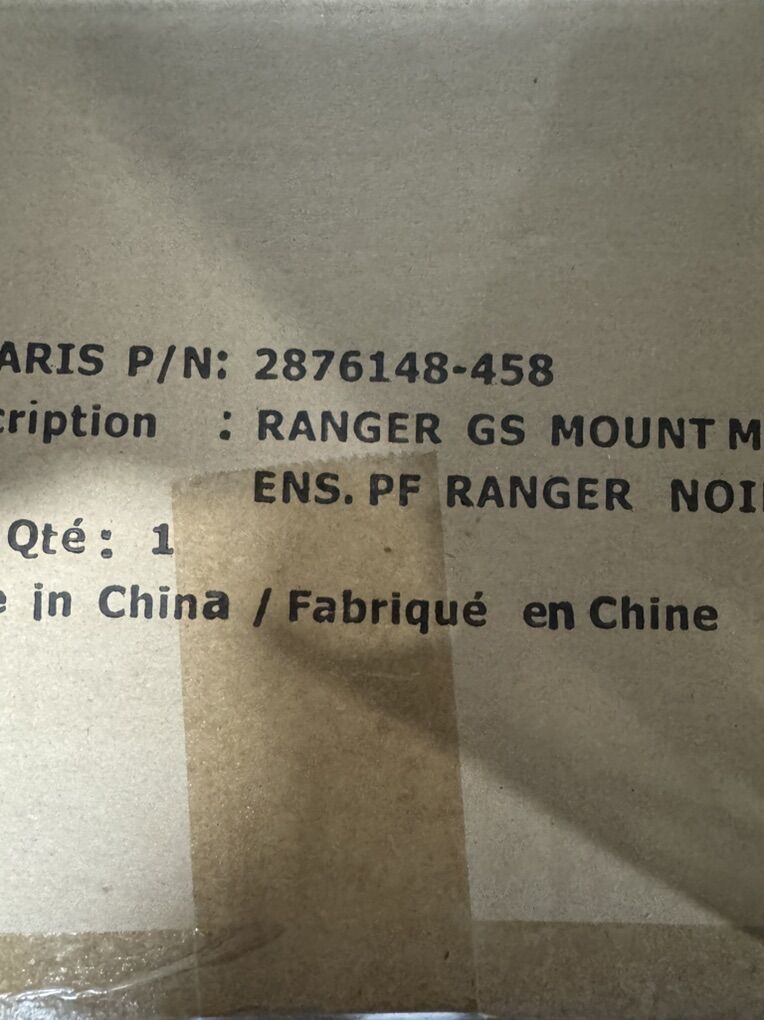 ARIS P/N: 2876148-458
cription : RANGER GS MOUNT M
ENS. PF RANGER NOI
Qté: 1
e in China / Fabriqué en Chine